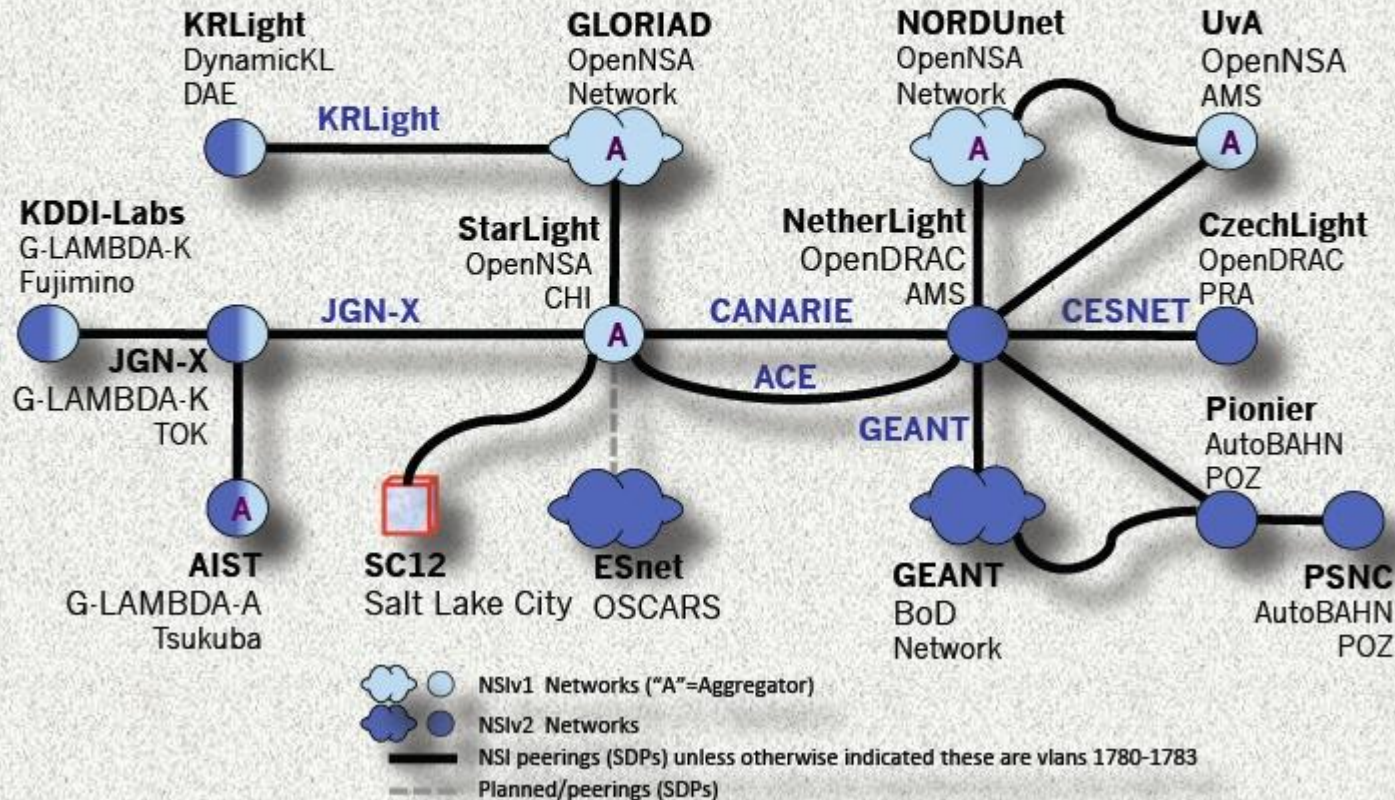 KRLight
DynamicKL
DAE
GLORIAD
OpenNSA
Network
NORDUnet
OpenNSA
Network
UvA
OpenNSA
AMS
KRLight
A
A
A
KDDI-Labs
G-LAMBDA-K
Fujimino
StarLight
OpenNSA
CHI
NetherLight
OpenDRAC
AMS
CzechLight
OpenDRAC
PRA
JGN-X
CANARIE
CESNET
A
JGN-X
G-LAMBDA-K
TOK
ACE
GEANT
Pionier
AutoBAHN
POZ
A
AIST
G-LAMBDA-A
Tsukuba
SC12
Salt Lake City
ESnet
OSCARS
GEANT
BoD
Network
PSNC
AutoBAHN
POZ
NSIv1 Networks ("A"=Aggregator)
NSIv2 Networks
NSI peerings (SDPs) unless otherwise indicated these are vlans 1780-1783
Planned/peerings (SDPs)